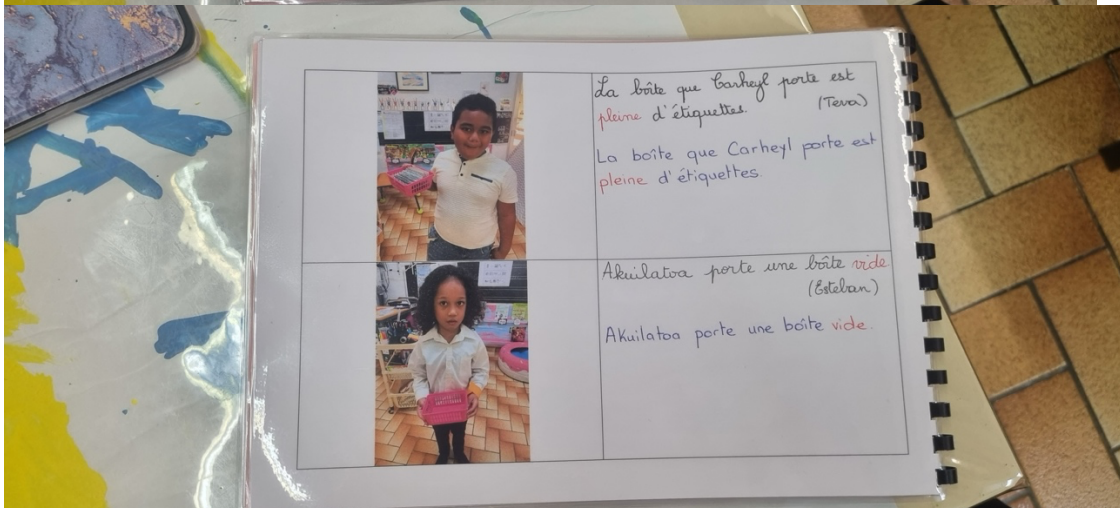 La boîte que Carheyl porte est
pleine d'étiquettes.
(Teva)
La boîte que Carheyl porte est
pleine d'étiquettes.
Akuilatoa porte une boîte vide
(Esteban)
Akuilatoa porte une boîte vide.